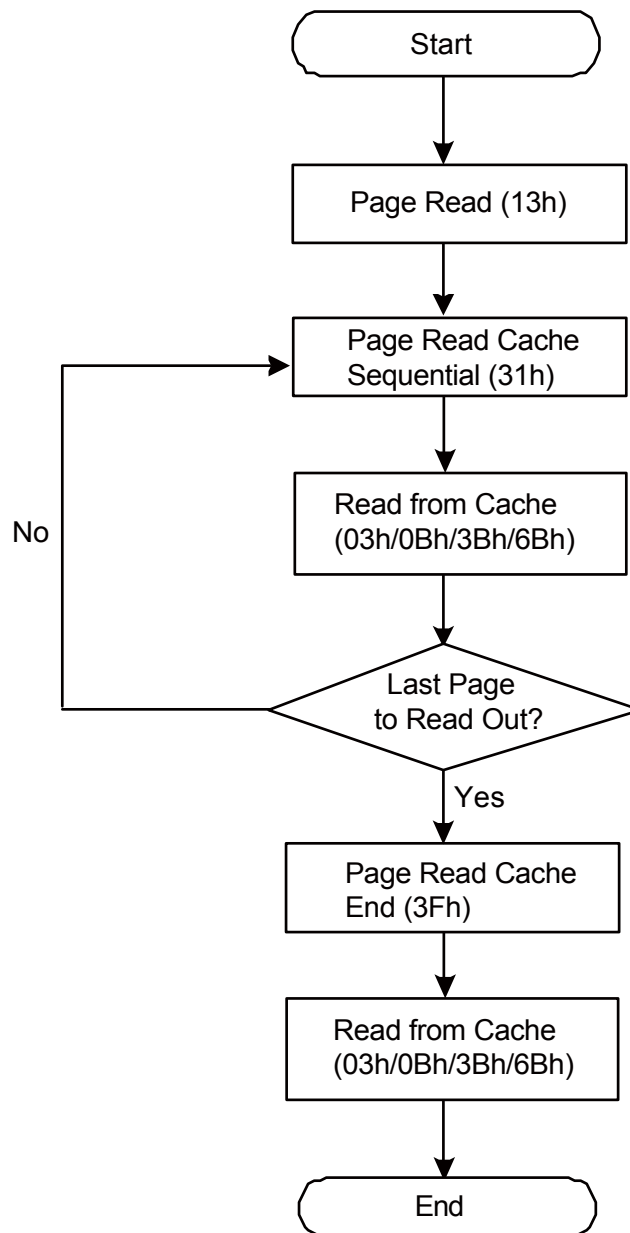 Start
Page Read (13h)
Page Read Cache
Sequential (31h)
Read from Cache
(03h/0Bh/3Bh/6Bh)
No
Last Page
to Read Out?
Yes
Page Read Cache
End (3Fh)
Read from Cache
(03h/0Bh/3Bh/6Bh)
End